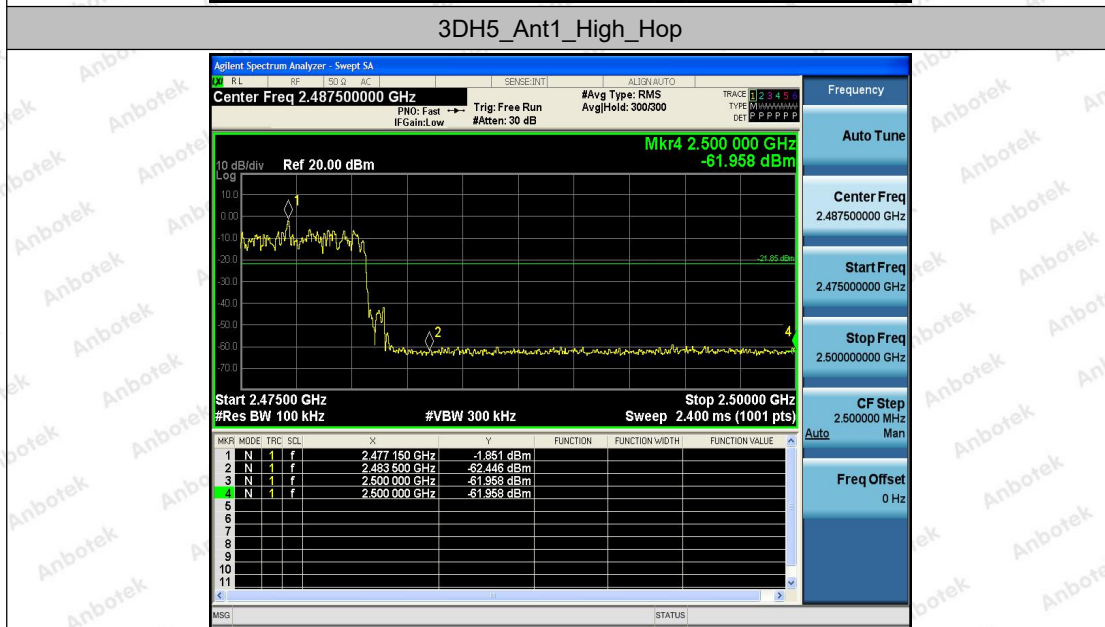 3DH5_Ant1_High_Hop
Agilent Spectrum Analyzer - Swept SA
RL RF 50 Ω AC SENSE:INT ALIGN AUTO
Center Freq 2.487500000 GHz
PNO: Fast
IFGain:Low
Trig: Free Run
#Atten: 30 dB
#Avg Type: RMS
Avg|Hold: 300/300
TRACE 1 2 3 4 5 6
TYPE M
DET P P P P P P
Mkr4 2.500 000 GHz
-61.958 dBm
10 dB/div Ref 20.00 dBm
Log
10.0
0.00
-10.0
-20.0
-30.0
-40.0
-50.0
-60.0
-70.0
1
2
4
-21.85 dBm
Start 2.47500 GHz Stop 2.50000 GHz
#Res BW 100 kHz #VBW 300 kHz Sweep 2.400 ms (1001 pts)
MKR MODE TRC SCL X Y FUNCTION FUNCTION WIDTH FUNCTION VALUE
1 N 1 f 2.477 150 GHz -1.851 dBm
2 N 1 f 2.483 500 GHz -62.446 dBm
3 N 1 f 2.500 000 GHz -61.958 dBm
4 N 1 f 2.500 000 GHz -61.958 dBm
5
6
7
8
9
10
11
MSG STATUS
Frequency
Auto Tune
Center Freq
2.487500000 GHz
Start Freq
2.475000000 GHz
Stop Freq
2.500000000 GHz
CF Step
2.500000 MHz
Auto Man
Freq Offset
0 Hz
Anbotek